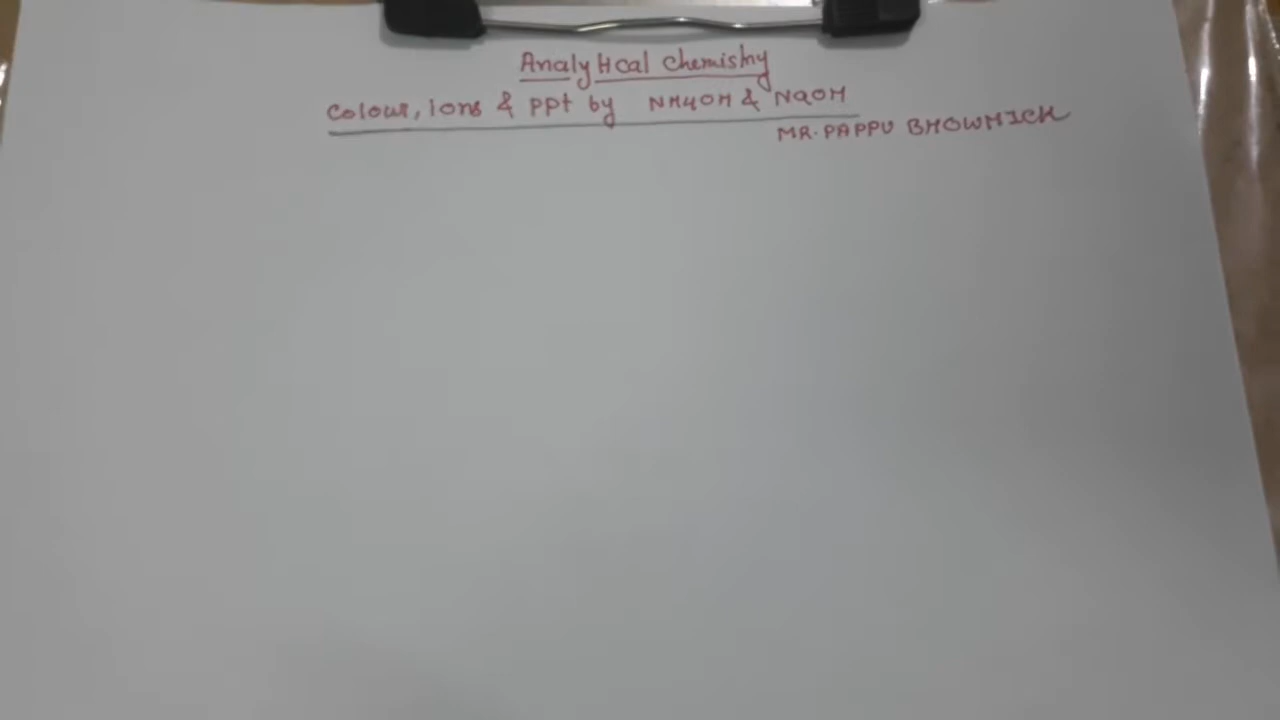 Analytical Chemistry
Colour, Ions & ppt by NH4OH & NaOH
MR. PAPPU BHOWMICK